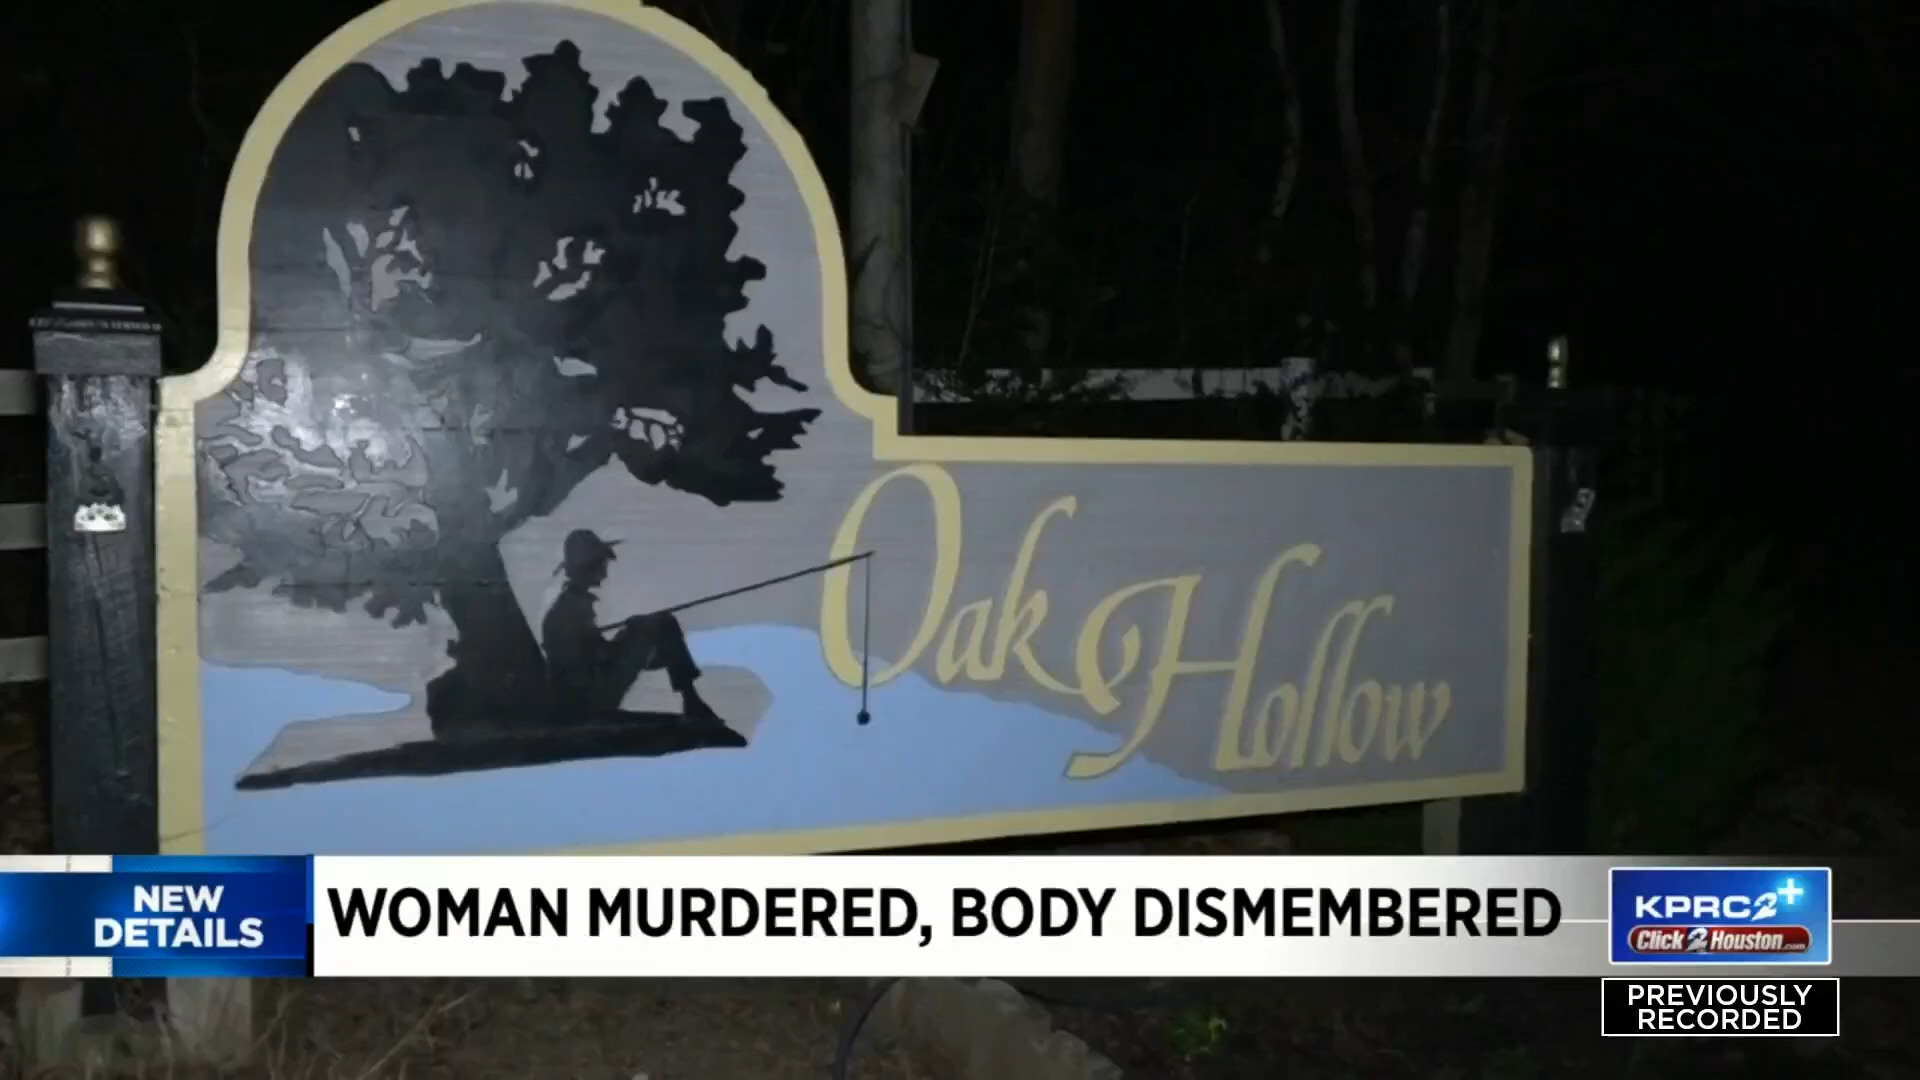 Oak Hollow
NEW
DETAILS
WOMAN MURDERED, BODY DISMEMBERED
KPRC2+
Click2Houston.com
PREVIOUSLY
RECORDED